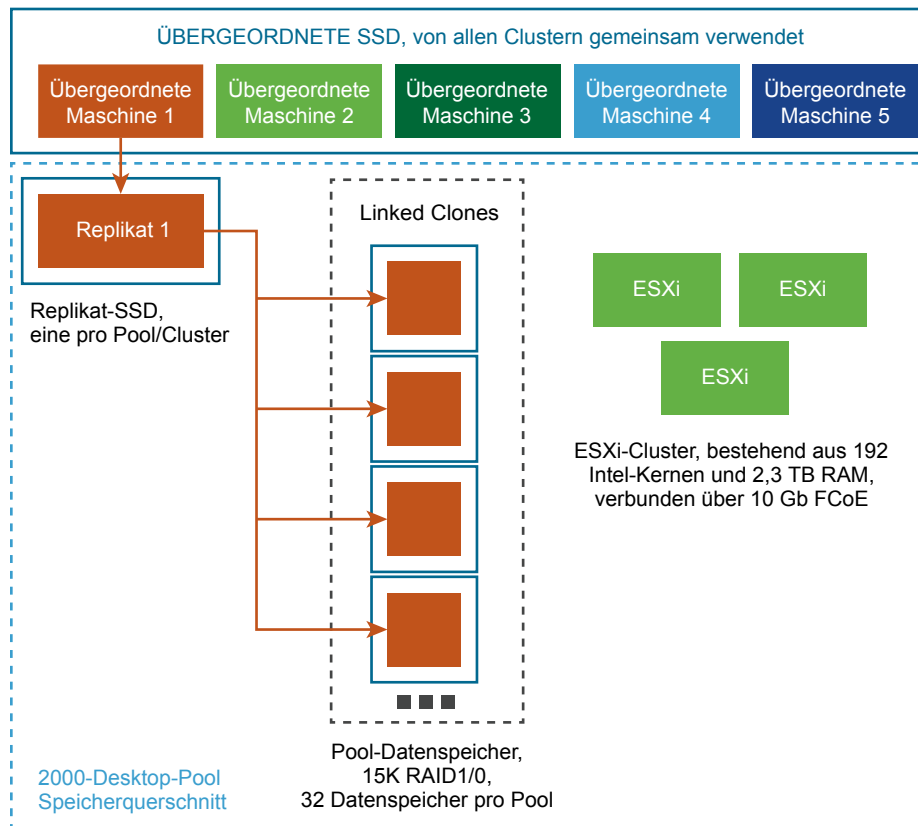 ÜBERGEORDNETE SSD, von allen Clustern gemeinsam verwendet
Übergeordnete
Maschine 1
Übergeordnete
Maschine 2
Übergeordnete
Maschine 3
Übergeordnete
Maschine 4
Übergeordnete
Maschine 5
Replikat 1
Replikat-SSD,
eine pro Pool/Cluster
Linked Clones
ESXi
ESXi
ESXi
ESXi-Cluster, bestehend aus 192
Intel-Kernen und 2,3 TB RAM,
verbunden über 10 Gb FCoE
Pool-Datenspeicher,
15K RAID1/0,
32 Datenspeicher pro Pool
2000-Desktop-Pool
Speicherquerschnitt